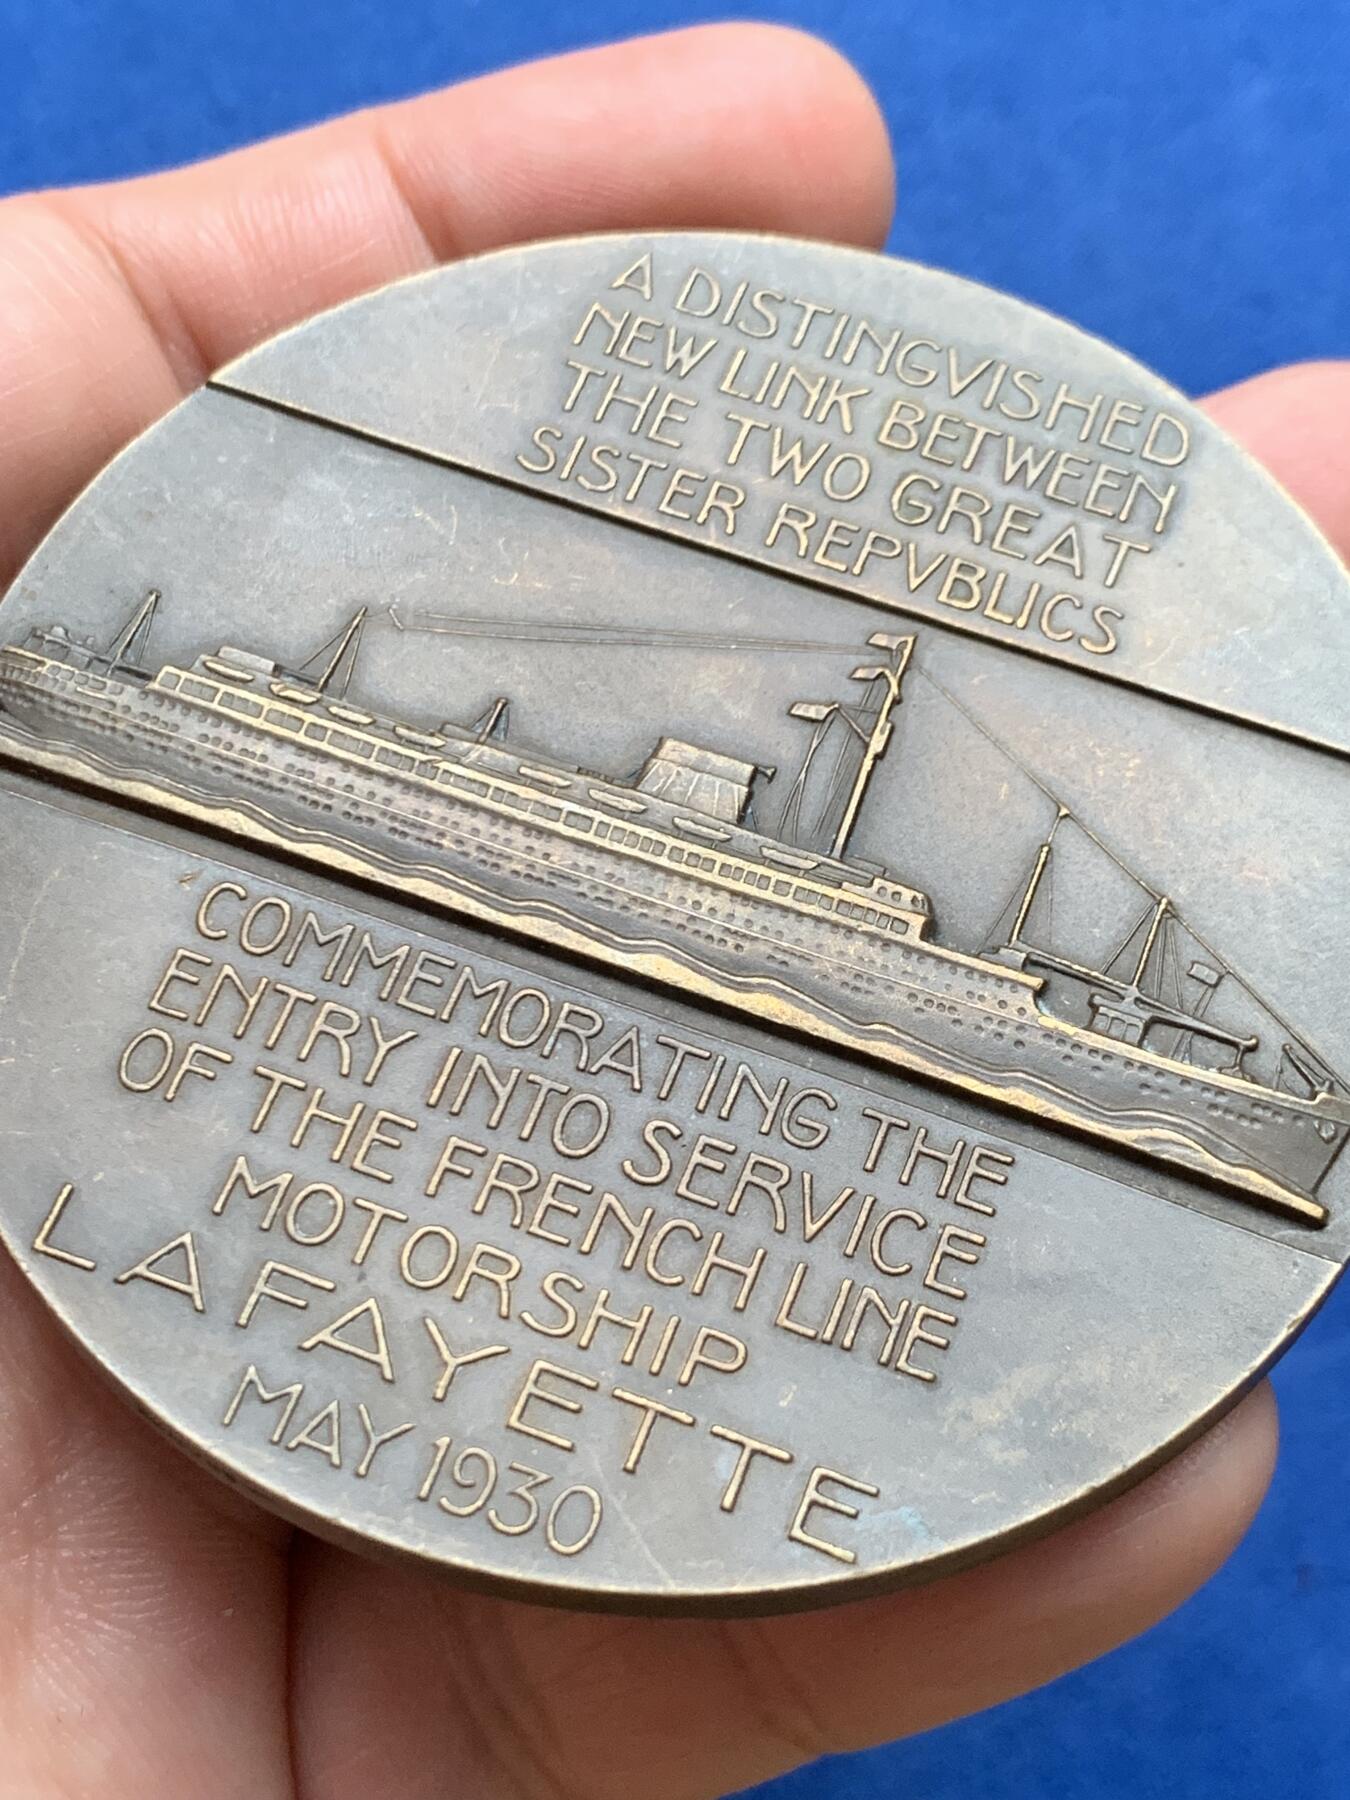 A DISTINGVISHED
NEW LINK BETWEEN
THE TWO GREAT
SISTER REPVBLICS
COMMEMORATING THE
ENTRY INTO SERVICE
OF THE FRENCH LINE
MOTORSHIP
LAFAYETTE
MAY 1930